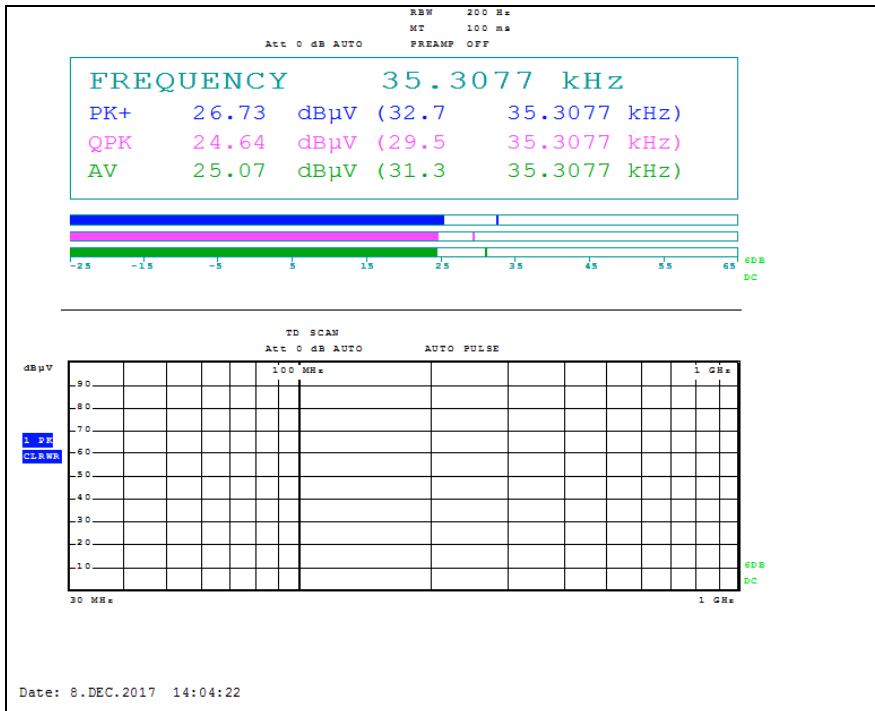 RBW 200 Hz
MT 100 ms
Att 0 dB AUTO PREAMP OFF
FREQUENCY 35.3077 kHz
PK+ 26.73 dBµV (32.7 35.3077 kHz)
QPK 24.64 dBµV (29.5 35.3077 kHz)
AV 25.07 dBµV (31.3 35.3077 kHz)
-25 -15 -5 5 15 25 35 45 55 65
6DB
DC
TD SCAN
Att 0 dB AUTO AUTO PULSE
dBµV
100 MHz 1 GHz
90
80
70
1 PK
60
CLRWR
50
40
30
20
10
6DB
DC
30 MHz 1 GHz
Date: 8.DEC.2017 14:04:22